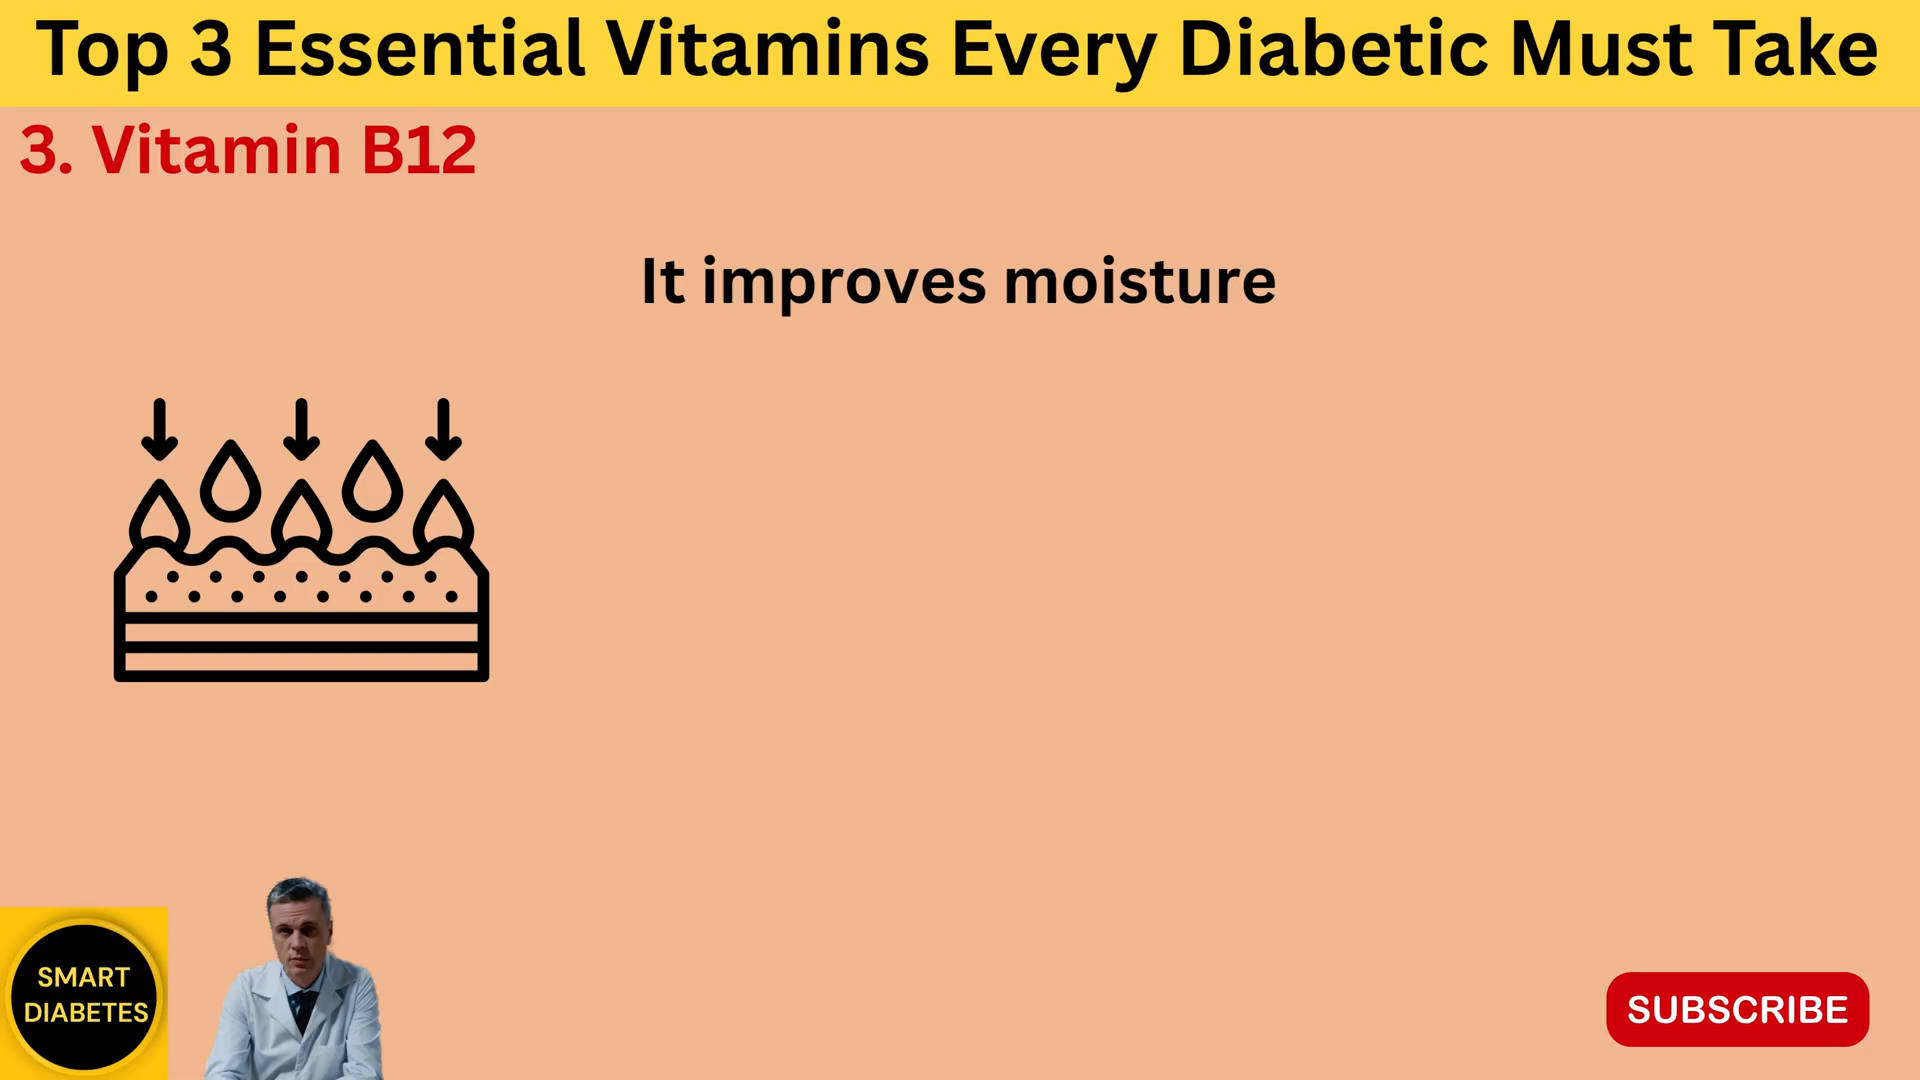 Top 3 Essential Vitamins Every Diabetic Must Take
3. Vitamin B12
It improves moisture
SMART
DIABETES
SUBSCRIBE